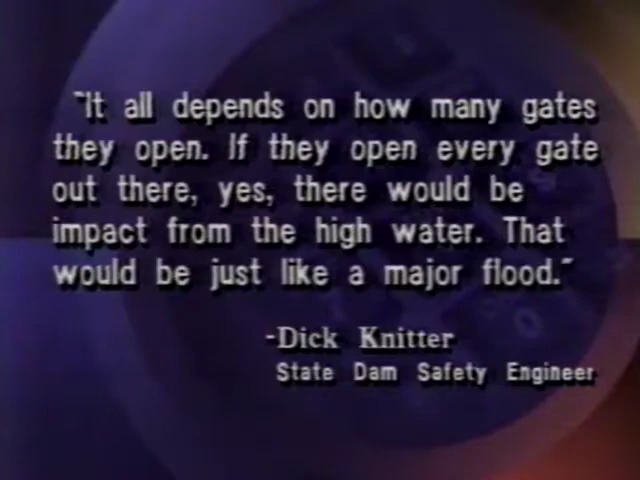 "It all depends on how many gates
they open. If they open every gate
out there, yes, there would be
impact from the high water. That
would be just like a major flood."
-Dick Knitter
State Dam Safety Engineer